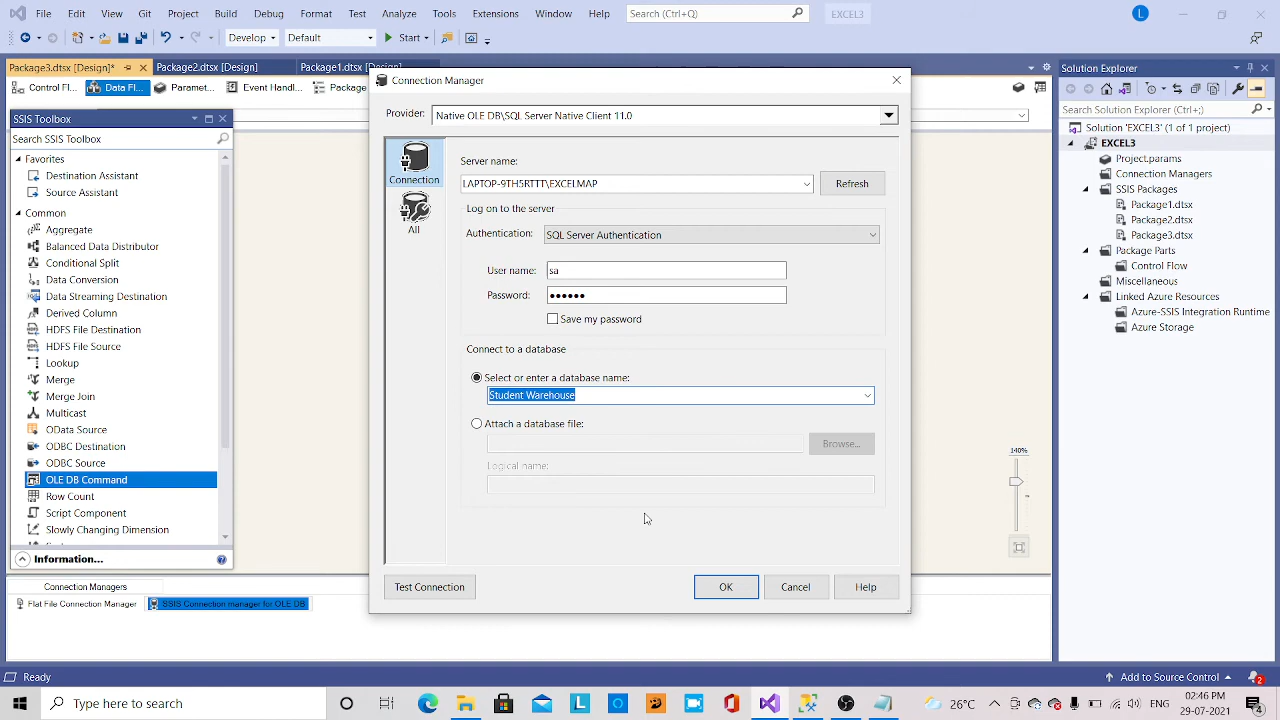 File Edit View Project Build Debug Format Test Analyze Tools Extensions Window Help Search (Ctrl+Q) EXCEL3 L
Develop Default Start
Package3.dtsx [Design] Package2.dtsx [Design] Package1.dtsx [Design]
Control Fl... Data Fl... Paramet... Event Handl... Package
SSIS Toolbox
Search SSIS Toolbox
Favorites
Destination Assistant
Source Assistant
Common
Aggregate
Balanced Data Distributor
Conditional Split
Data Conversion
Data Streaming Destination
Derived Column
HDFS File Destination
HDFS File Source
Lookup
Merge
Merge Join
Multicast
OData Source
ODBC Destination
ODBC Source
OLE DB Command
Row Count
Script Component
Slowly Changing Dimension
Information...
Connection Manager
Provider: Native OLE DB\SQL Server Native Client 11.0
Connection
All
Server name:
LAPTOP-9TH5RTTT\EXCELMAP Refresh
Log on to the server
Authentication: SQL Server Authentication
User name: sa
Password: ●●●●●●
Save my password
Connect to a database
Select or enter a database name:
Student Warehouse
Attach a database file:
Browse...
Logical name:
Test Connection OK Cancel Help
140%
Solution Explorer
Search Solution Explorer (Ctrl+;)
Solution 'EXCEL3' (1 of 1 project)
EXCEL3
Project.params
Connection Managers
SSIS Packages
Package1.dtsx
Package2.dtsx
Package3.dtsx
Package Parts
Control Flow
Miscellaneous
Linked Azure Resources
Azure-SSIS Integration Runtime
Azure Storage
Connection Managers
Flat File Connection Manager SSIS Connection manager for OLE DB
Ready Add to Source Control 2
Type here to search L 26°C ENG 02:46 PM
29-07-2021 4